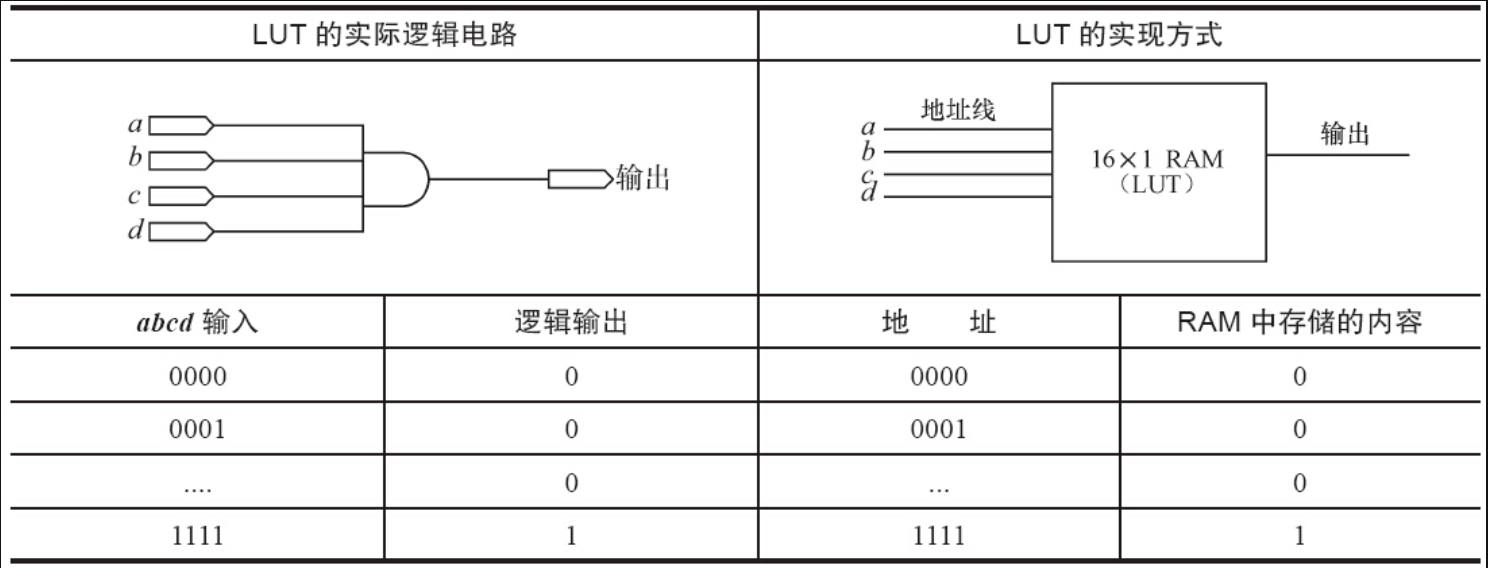 LUT 的实际逻辑电路 LUT 的实现方式
a
b
c
d
输出
地址线
a
b
c
d
16×1 RAM
（LUT）
输出
abcd 输入 逻辑输出 地 址 RAM 中存储的内容
0000 0 0000 0
0001 0 0001 0
.... 0 ... 0
1111 1 1111 1